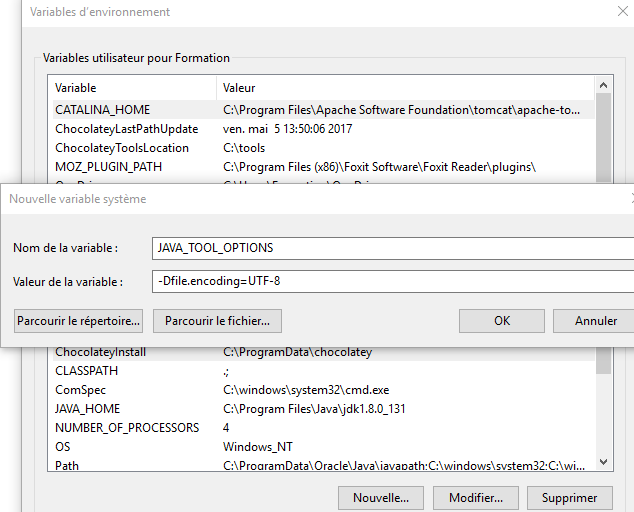 Variables d'environnement
Variables utilisateur pour Formation
Variable Valeur
CATALINA_HOME C:\Program Files\Apache Software Foundation\tomcat\apache-to...
ChocolateyLastPathUpdate ven. mai 5 13:50:06 2017
ChocolateyToolsLocation C:\tools
MOZ_PLUGIN_PATH C:\Program Files (x86)\Foxit Software\Foxit Reader\plugins\
Nouvelle variable système
Nom de la variable : JAVA_TOOL_OPTIONS
Valeur de la variable : -Dfile.encoding=UTF-8
Parcourir le répertoire... Parcourir le fichier... OK Annuler
ChocolateyInstall C:\ProgramData\chocolatey
CLASSPATH .;
ComSpec C:\windows\system32\cmd.exe
JAVA_HOME C:\Program Files\Java\jdk1.8.0_131
NUMBER_OF_PROCESSORS 4
OS Windows_NT
Path C:\ProgramData\Oracle\Java\javapath;C:\windows\system32;C:\wi...
Nouvelle... Modifier... Supprimer